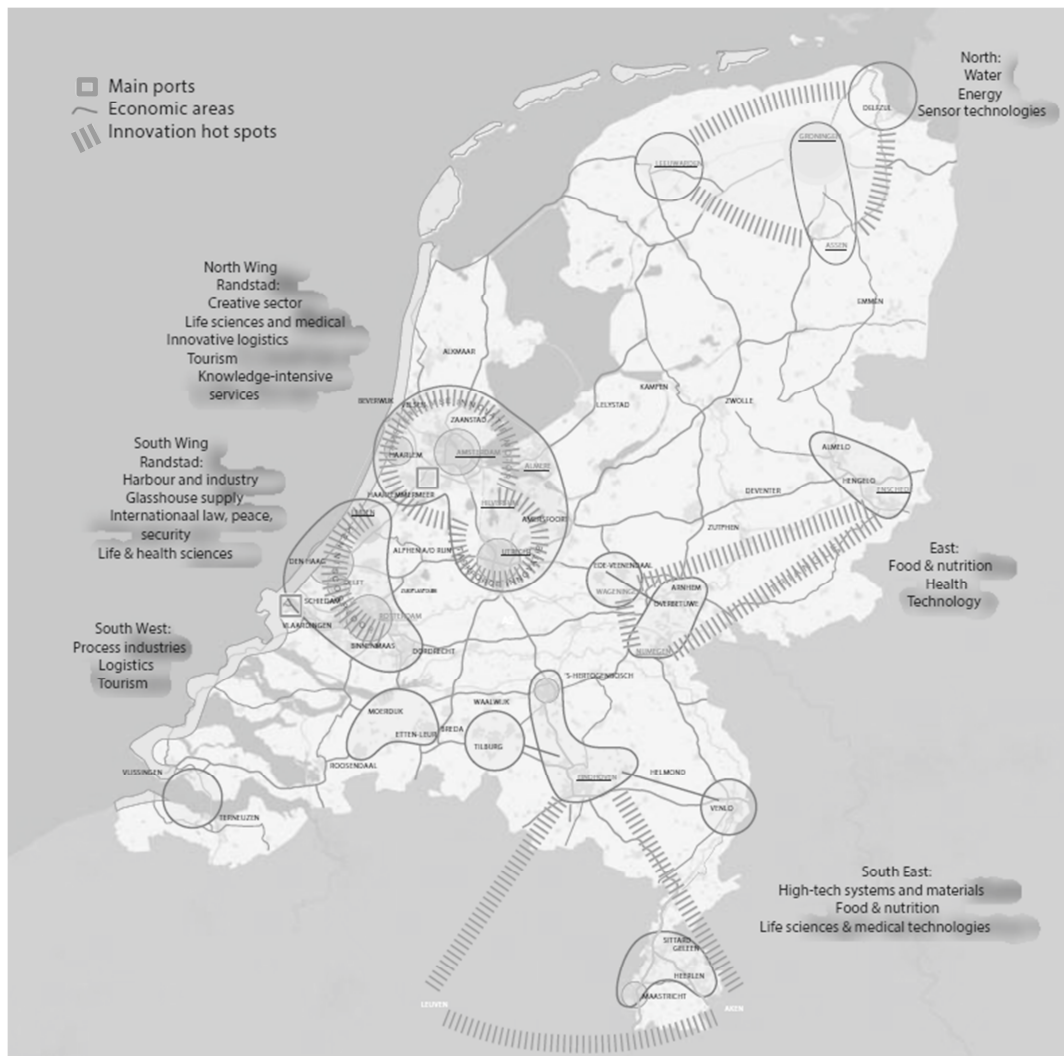 Main ports
Economic areas
Innovation hot spots
North:
Water
Energy
Sensor technologies
DELFZIJL
GRONINGEN
LEEUWARDEN
ASSEN
EMMEN
North Wing
Randstad:
Creative sector
Life sciences and medical
Innovative logistics
Tourism
Knowledge-intensive
services
ALKMAAR
BEVERWIJK
VELSEN
ZAANSTAD
HAARLEM
AMSTERDAM
ALMERE
HAARLEMMERMEER
HILVERSUM
AMERSFOORT
UTRECHT
LELYSTAD
KAMPEN
ZWOLLE
ALMELO
HENGELO
ENSCHEDE
DEVENTER
ZUTPHEN
South Wing
Randstad:
Harbour and industry
Glasshouse supply
Internationaal law, peace,
security
Life & health sciences
LEIDEN
ALPHEN A/D RIJN
DEN HAAG
DELFT
SCHIEDAM
ROTTERDAM
VLAARDINGEN
BINNENMAAS
DORDRECHT
EDE-VEENENDAAL
WAGENINGEN
ARNHEM
OVERBETUWE
NIJMEGEN
East:
Food & nutrition
Health
Technology
South West:
Process industries
Logistics
Tourism
'S-HERTOGENBOSCH
WAALWIJK
MOERDIJK
ETTEN-LEUR
BREDA
TILBURG
ROOSENDAAL
EINDHOVEN
HELMOND
VENLO
VLISSINGEN
TERNEUZEN
South East:
High-tech systems and materials
Food & nutrition
Life sciences & medical technologies
SITTARD
GELEEN
HEERLEN
MAASTRICHT
LEUVEN
AKEN